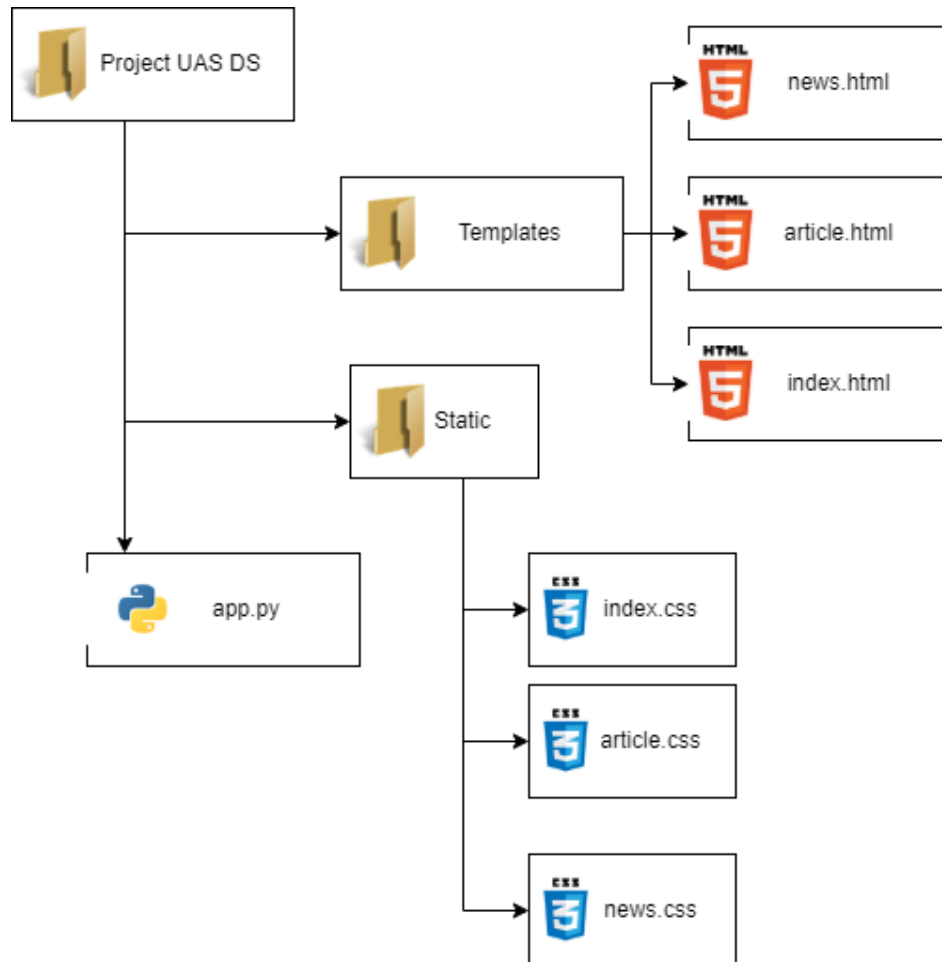 Project UAS DS
HTML
news.html
Templates
HTML
article.html
HTML
index.html
Static
app.py
CSS
index.css
CSS
article.css
CSS
news.css